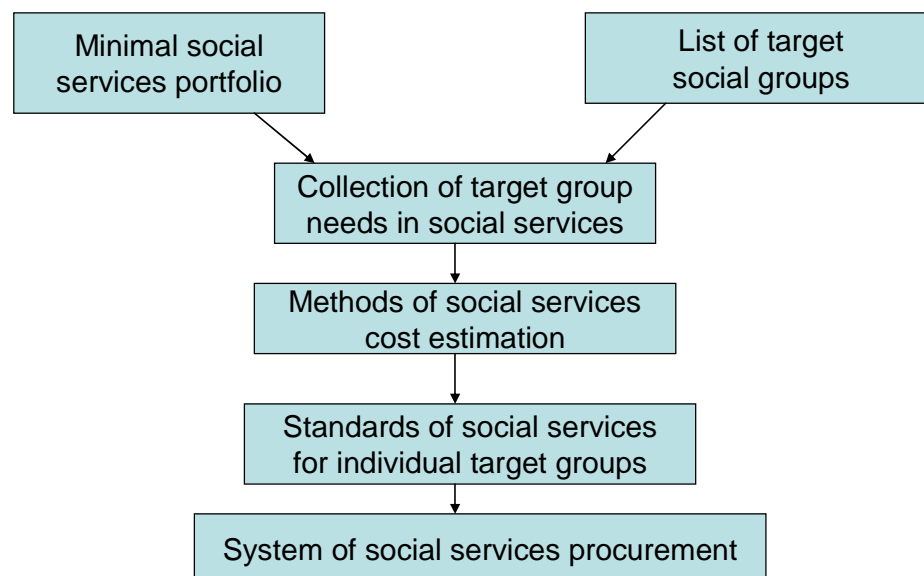 Minimal social
services portfolio
List of target
social groups
Collection of target group
needs in social services
Methods of social services
cost estimation
Standards of social services
for individual target groups
System of social services procurement